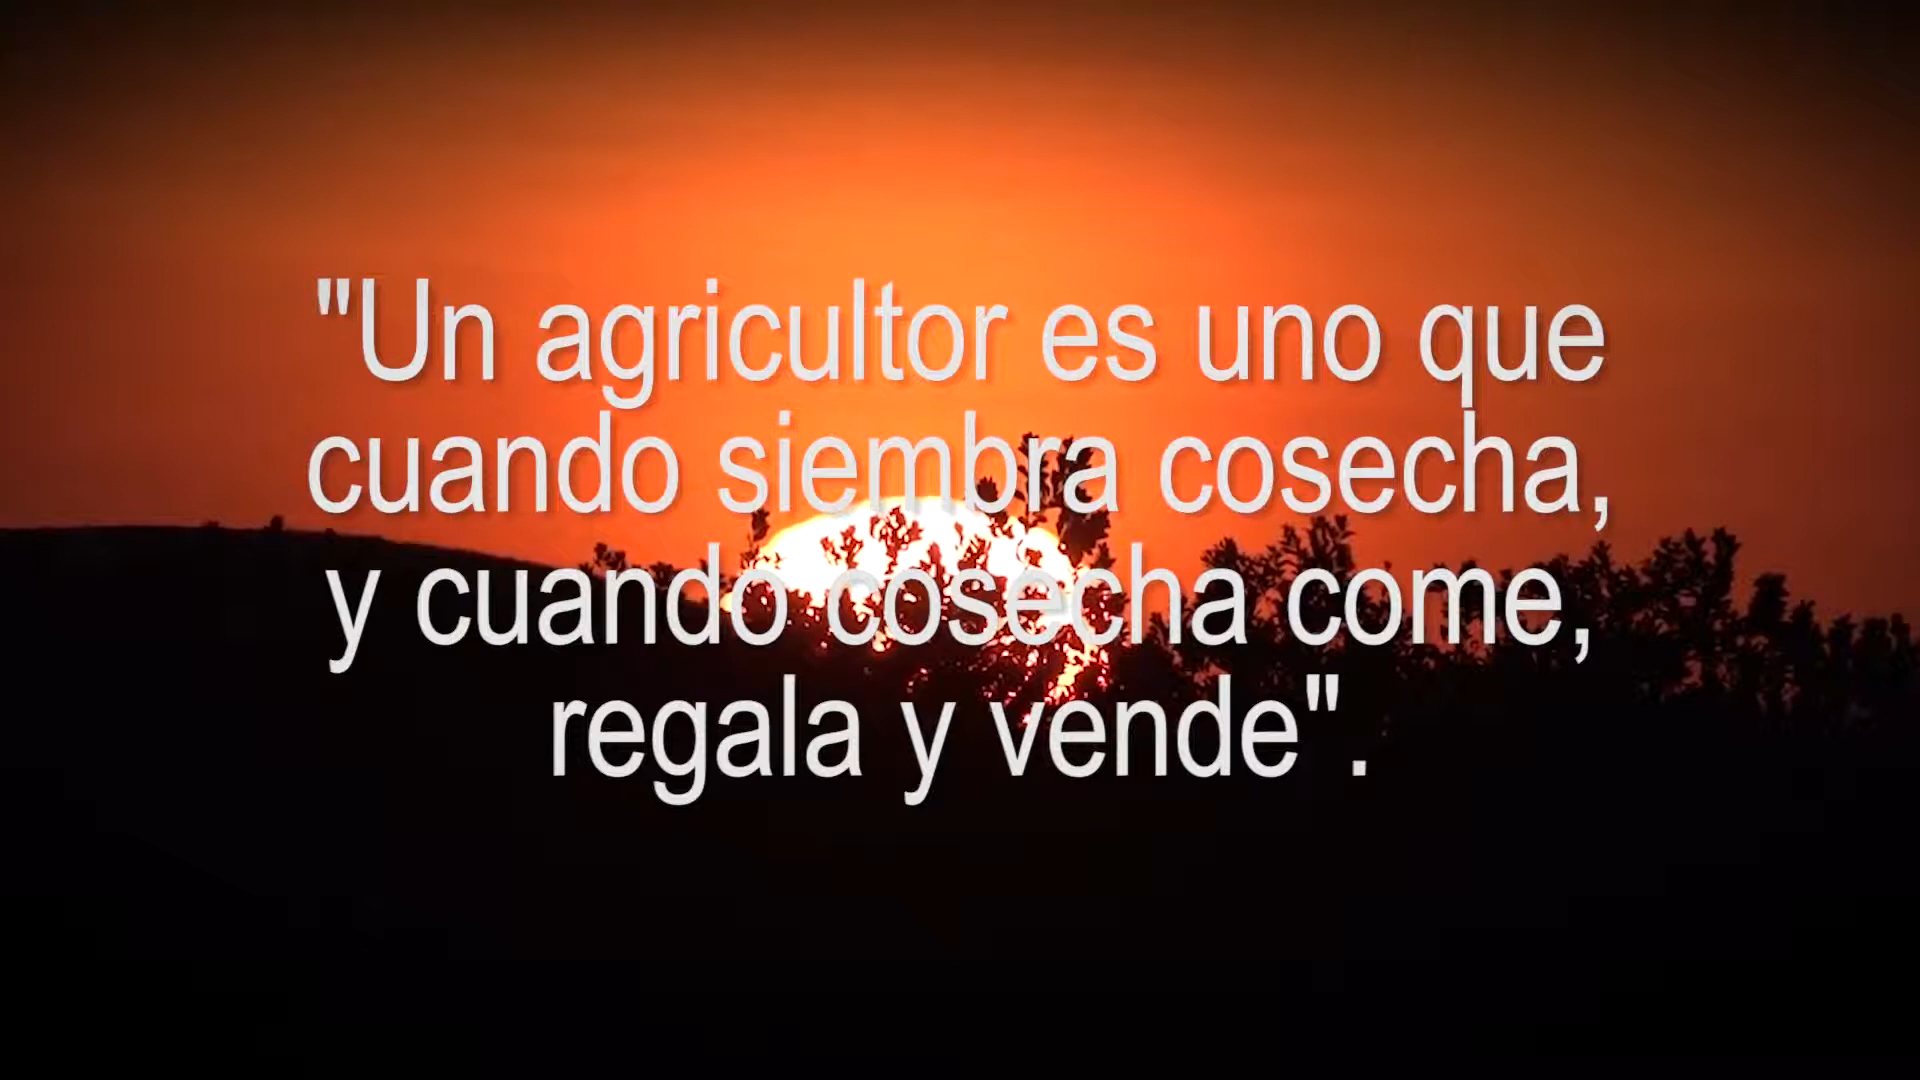 "Un agricultor es uno que
cuando siembra cosecha,
y cuando cosecha come,
regala y vende".